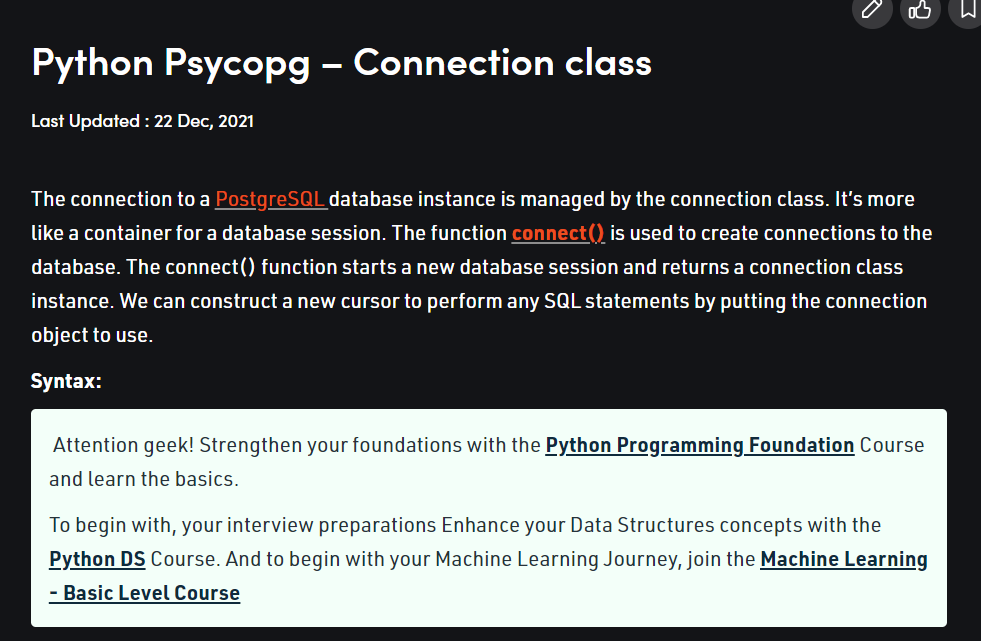 Python Psycopg – Connection class
Last Updated : 22 Dec, 2021
The connection to a PostgreSQL database instance is managed by the connection class. It’s more
like a container for a database session. The function connect() is used to create connections to the
database. The connect() function starts a new database session and returns a connection class
instance. We can construct a new cursor to perform any SQL statements by putting the connection
object to use.
Syntax:
Attention geek! Strengthen your foundations with the Python Programming Foundation Course
and learn the basics.
To begin with, your interview preparations Enhance your Data Structures concepts with the
Python DS Course. And to begin with your Machine Learning Journey, join the Machine Learning
- Basic Level Course